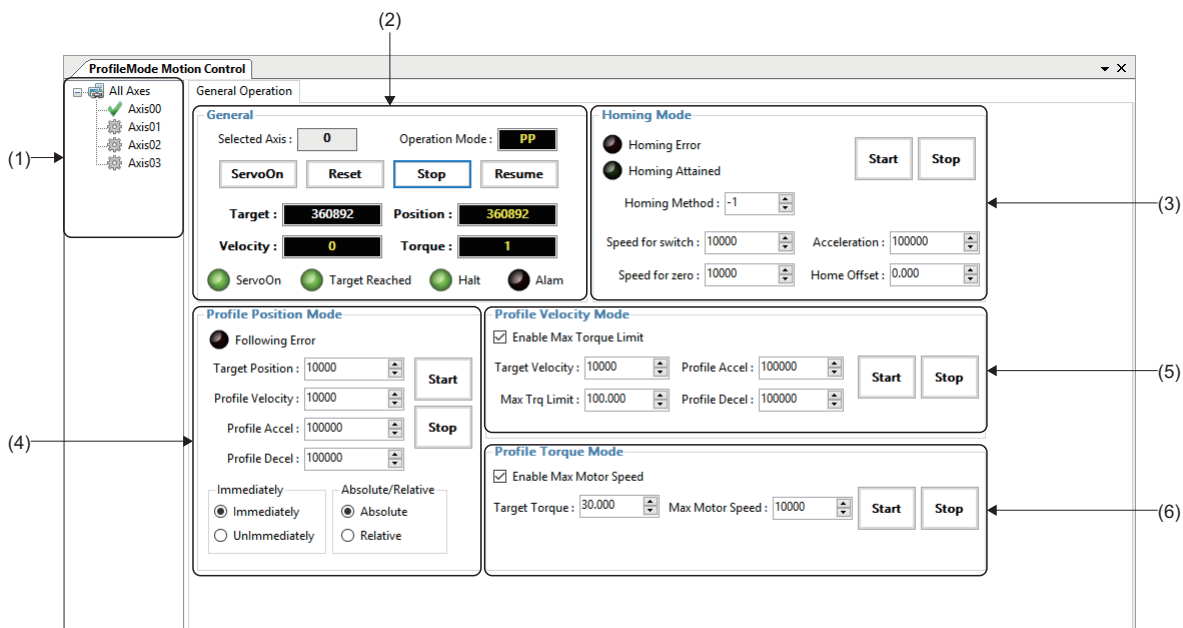 (2)
ProfileMode Motion Control
All Axes
Axis00
Axis01
Axis02
Axis03
(1)
General Operation
General
Selected Axis : 0 Operation Mode : PP
ServoOn Reset Stop Resume
Target : 360892 Position : 360892
Velocity : 0 Torque : 1
ServoOn Target Reached Halt Alam
Homing Mode
Homing Error
Homing Attained
Start Stop
Homing Method : -1
Speed for switch : 10000 Acceleration : 100000
Speed for zero : 10000 Home Offset : 0.000
(3)
Profile Position Mode
Following Error
Target Position : 10000
Profile Velocity : 10000
Profile Accel : 100000
Profile Decel : 100000
Start
Stop
Immediately
Immediately
UnImmediately
Absolute/Relative
Absolute
Relative
(4)
Profile Velocity Mode
Enable Max Torque Limit
Target Velocity : 10000 Profile Accel : 100000
Max Trq Limit : 100.000 Profile Decel : 100000
Start Stop
(5)
Profile Torque Mode
Enable Max Motor Speed
Target Torque : 30.000 Max Motor Speed : 10000 Start Stop
(6)